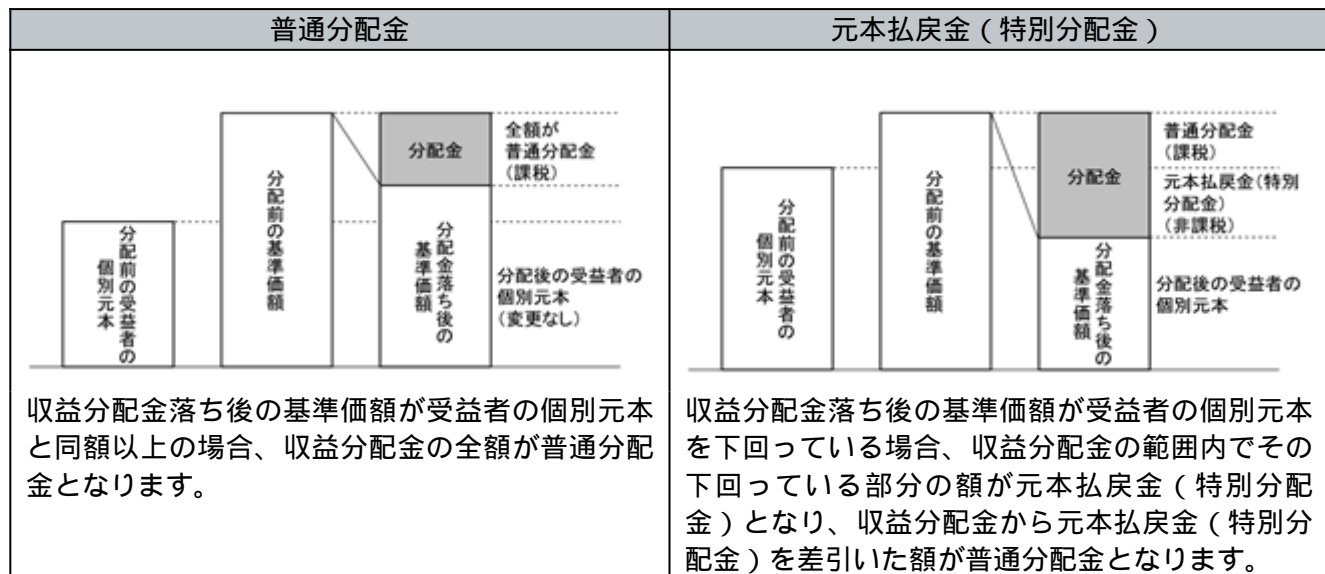 普通分配金
元本払戻金（特別分配金）
分配前の受益者の
個別元本
分配前の基準価額
分配金
分配金落ち後の
基準価額
全額が
普通分配金
(課税)
分配後の受益者の
個別元本
(変更なし)
分配前の受益者の
個別元本
分配前の基準価額
分配金
分配金落ち後の
基準価額
普通分配金
(課税)
元本払戻金(特別
分配金)
(非課税)
分配後の受益者の
個別元本
収益分配金落ち後の基準価額が受益者の個別元本
と同額以上の場合、収益分配金の全額が普通分配
金となります。
収益分配金落ち後の基準価額が受益者の個別元本
を下回っている場合、収益分配金の範囲内でその
下回っている部分の額が元本払戻金（特別分配
金）となり、収益分配金から元本払戻金（特別分
配金）を差引いた額が普通分配金となります。